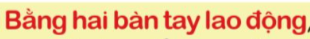 Bằng hai bàn tay lao động,